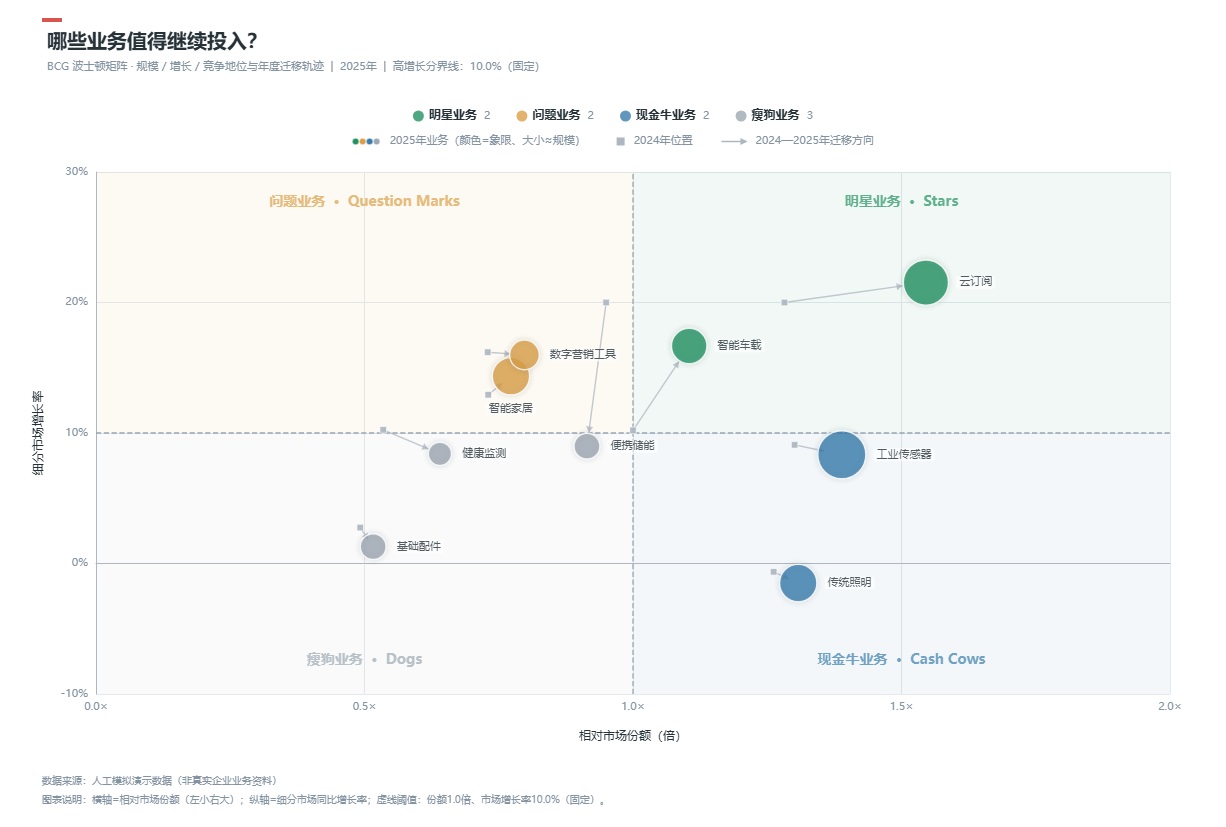 哪些业务值得继续投入?
BCG 波士顿矩阵 · 规模 / 增长 / 竞争地位与年度迁移轨迹 | 2025年 | 高增长分界线：10.0%（固定）
明星业务 2 问题业务 2 现金牛业务 2 瘦狗业务 3
2025年业务（颜色=象限、大小≈规模） 2024年位置 2024—2025年迁移方向
30%
问题业务 • Question Marks 明星业务 • Stars
云订阅
20%
智能车载
数字营销工具
智能家居
细分市场增长率
10%
便携储能
健康监测
工业传感器
基础配件
0%
传统照明
瘦狗业务 • Dogs 现金牛业务 • Cash Cows
-10%
0.0× 0.5× 1.0× 1.5× 2.0×
相对市场份额（倍）
数据来源：人工模拟演示数据（非真实企业业务资料）
图表说明：横轴=相对市场份额（左小右大）；纵轴=细分市场同比增长率；虚线阈值：份额1.0倍、市场增长率10.0%（固定）。